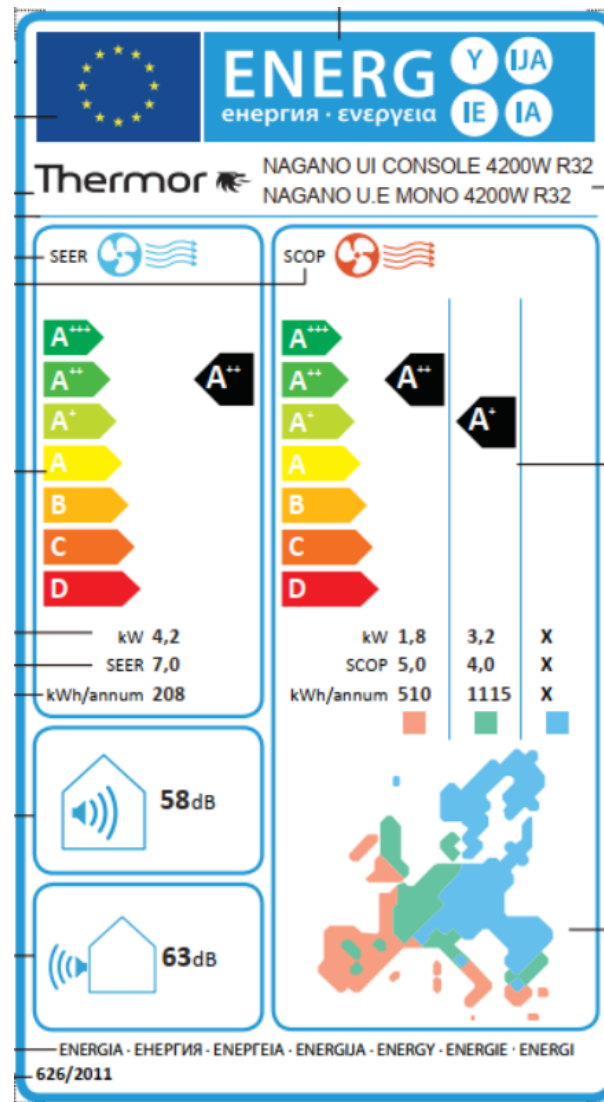 ENERG Y IJA
енергия · ενεργεια IE IA
Thermor
NAGANO UI CONSOLE 4200W R32
NAGANO U.E MONO 4200W R32
SEER
A+++
A++
A+
A
B
C
D
A++
kW 4,2
SEER 7,0
kWh/annum 208
SCOP
A+++
A++
A+
A
B
C
D
A++
A+
kW 1,8 3,2 X
SCOP 5,0 4,0 X
kWh/annum 510 1115 X
58dB
63dB
ENERGIA · ЕНЕРГИЯ · ΕΝΕΡΓΕΙΑ · ENERGIJA · ENERGY · ENERGIE · ENERGI
626/2011